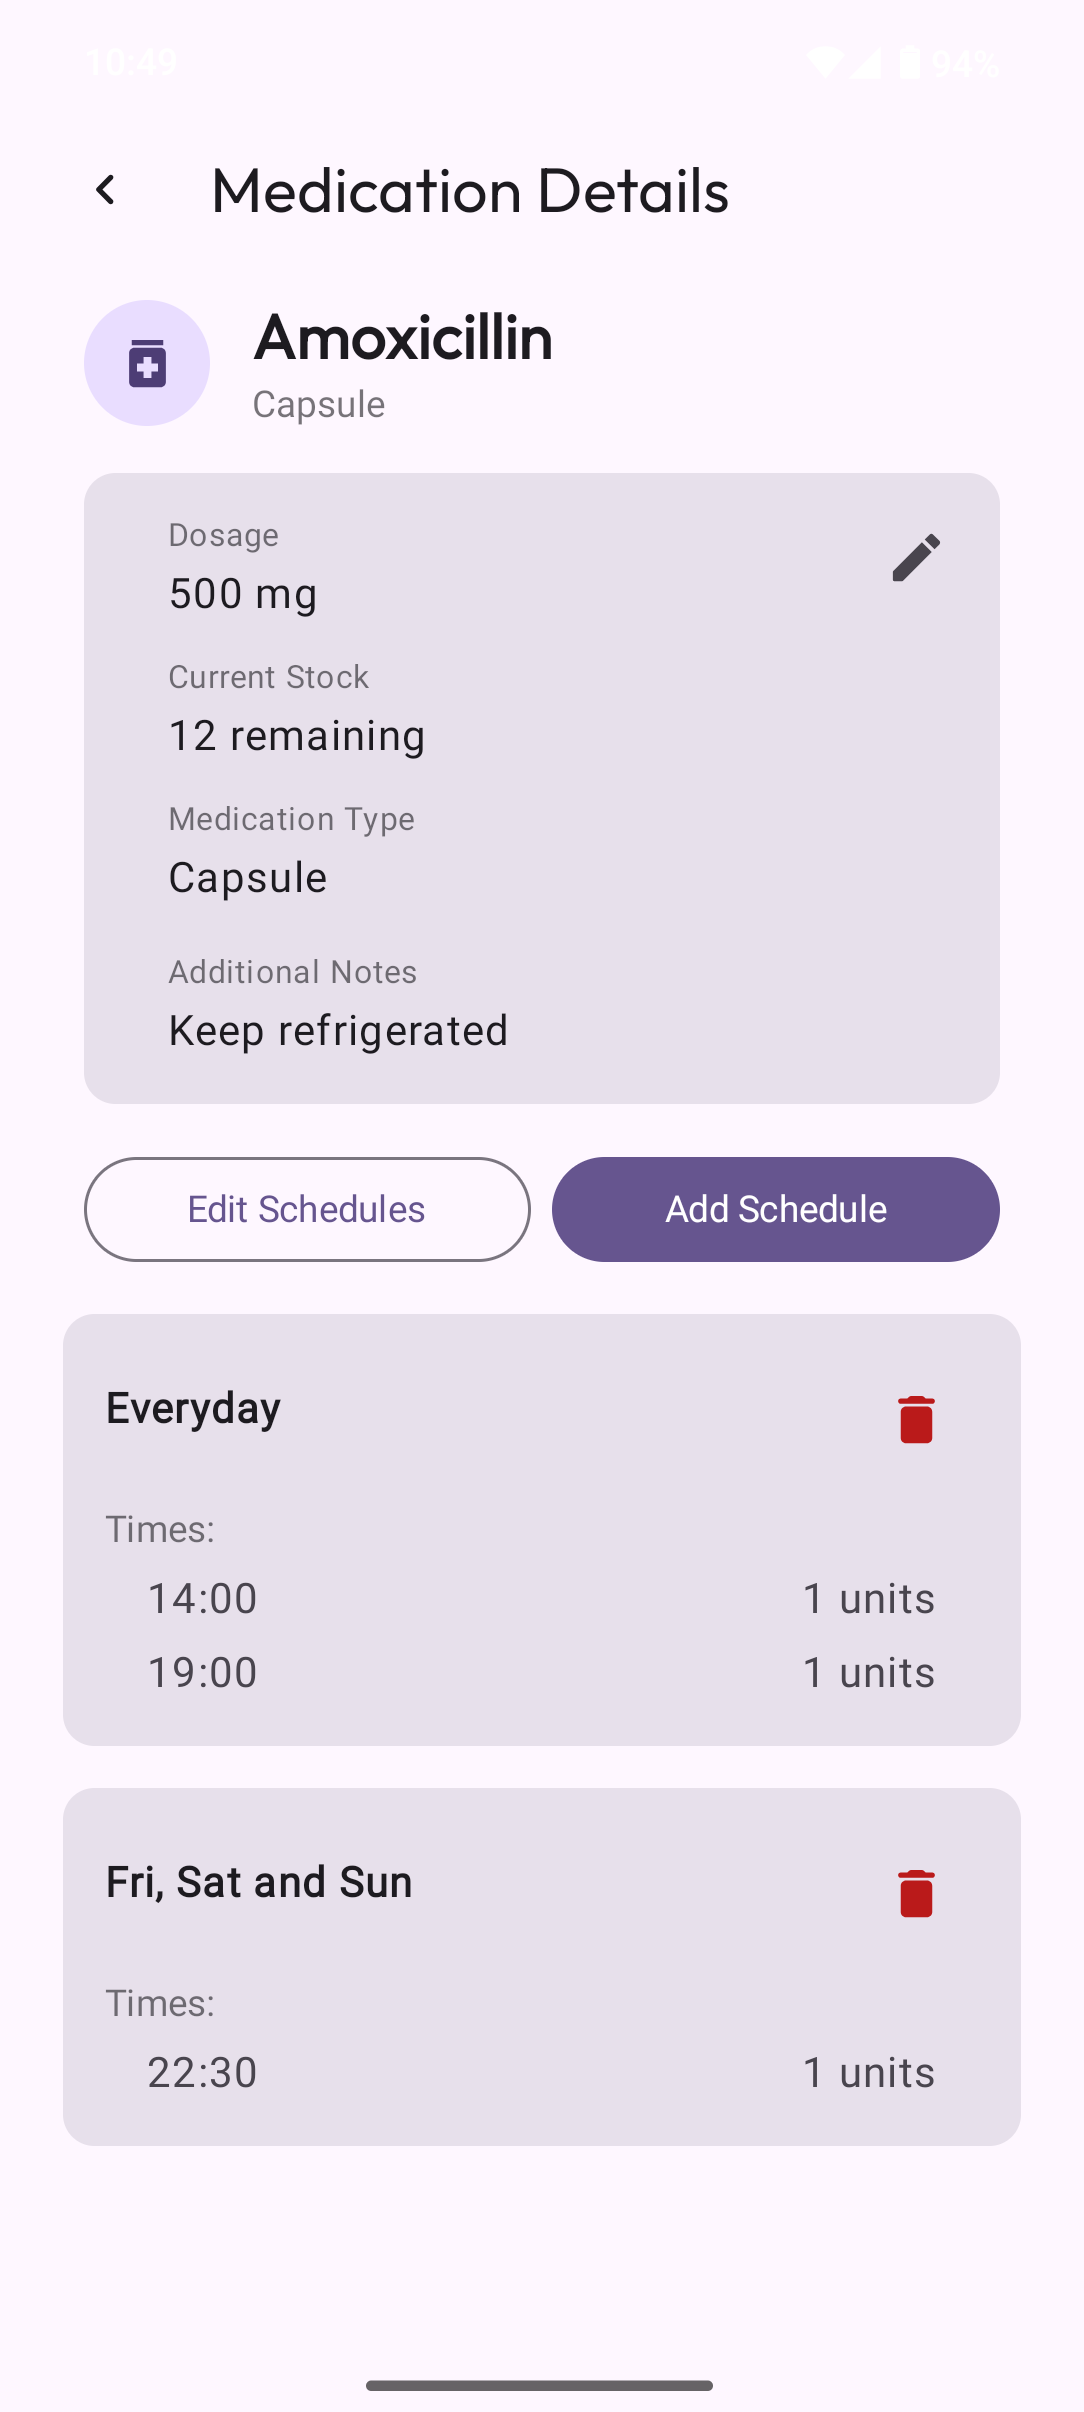 10:49 94%
Medication Details
Amoxicillin
Capsule
Dosage
500 mg
Current Stock
12 remaining
Medication Type
Capsule
Additional Notes
Keep refrigerated
Edit Schedules Add Schedule
Everyday
Times:
14:00 1 units
19:00 1 units
Fri, Sat and Sun
Times:
22:30 1 units